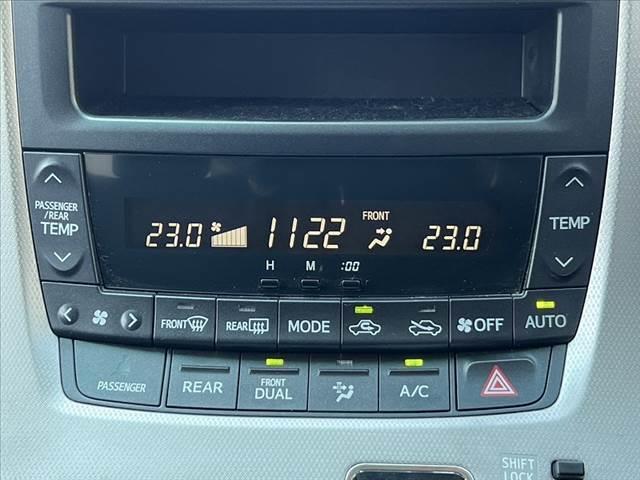 PASSENGER
/REAR
TEMP
23.0 1122 FRONT 23.0
H M :00
TEMP
FRONT REAR MODE OFF AUTO
PASSENGER REAR FRONT
DUAL A/C
SHIFT
LOCK